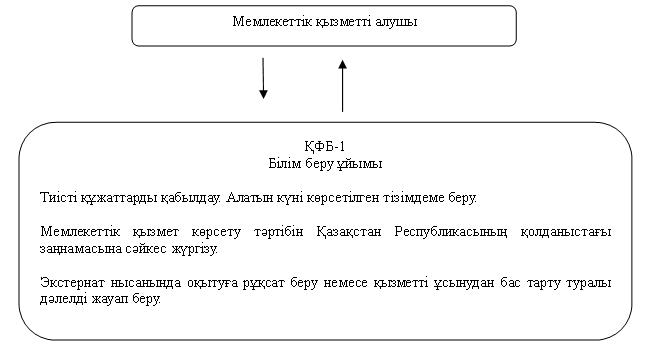 Мемлекеттік қызметті алушы
ҚФБ-1
Білім беру ұйымы
Тиісті құжаттарды қабылдау. Алатын күні көрсетілген тізімдеме беру.
Мемлекеттік қызмет көрсету тәртібін Қазақстан Республикасының қолданыстағы
заңнамасына сәйкес жүргізу.
Экстернат нысанында оқытуға рұқсат беру немесе қызметті ұсынудан бас тарту туралы
дәлелді жауап беру.